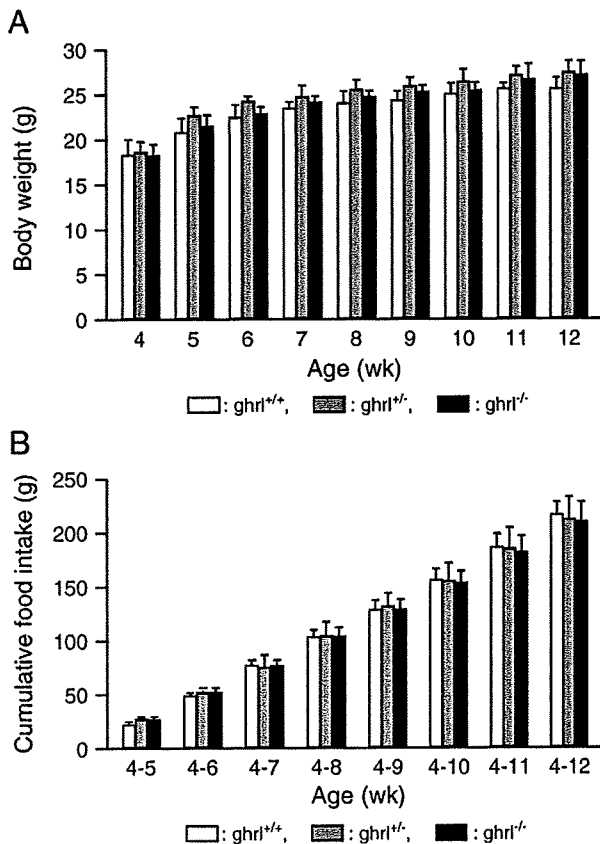 A
Body weight (g)
30
25
20
15
10
5
0
4 5 6 7 8 9 10 11 12
Age (wk)
: ghrl+/+, : ghrl+/-, : ghrl-/-
B
Cumulative food intake (g)
250
200
150
100
50
0
4-5 4-6 4-7 4-8 4-9 4-10 4-11 4-12
Age (wk)
: ghrl+/+, : ghrl+/-, : ghrl-/-